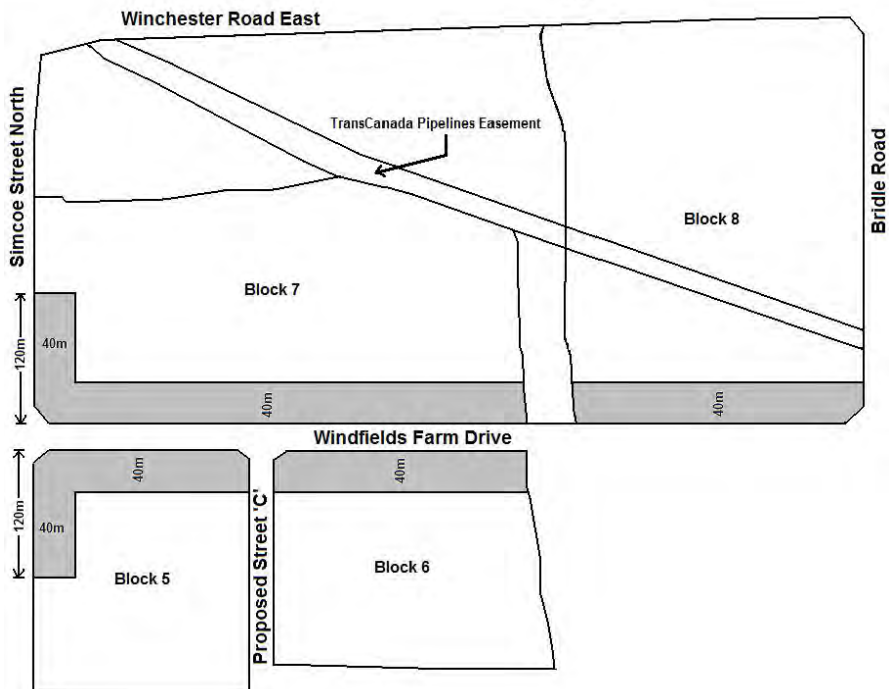 Winchester Road East
Simcoe Street North
TransCanada Pipelines Easement
Bridle Road
Block 8
Block 7
120m
40m
40m
40m
Windfields Farm Drive
120m
40m
40m
40m
Proposed Street 'C'
Block 5
Block 6